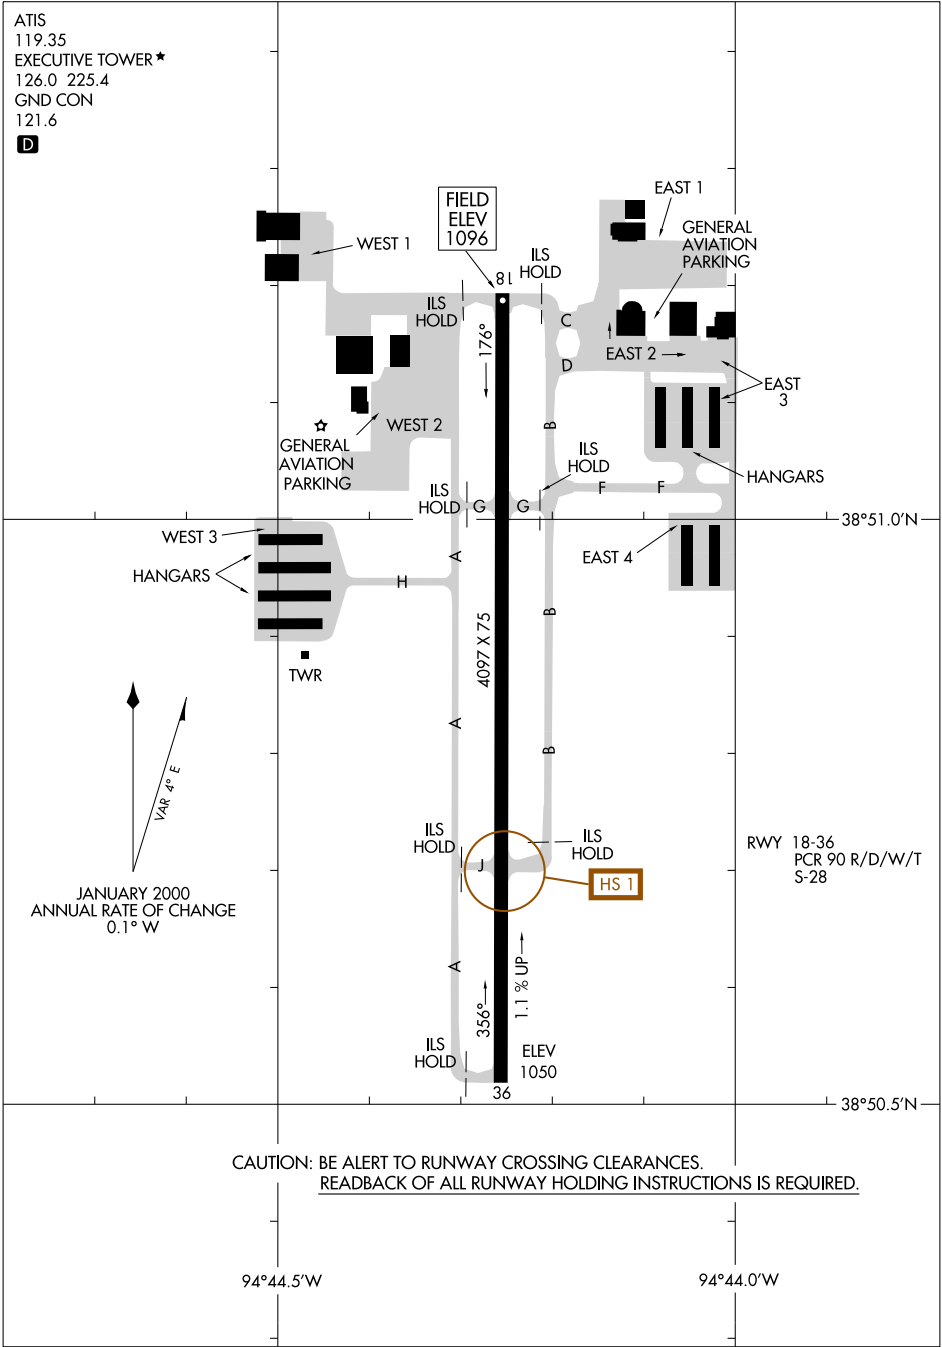 ATIS
119.35
EXECUTIVE TOWER★
126.0 225.4
GND CON
121.6
D
FIELD
ELEV
1096
EAST 1
GENERAL
AVIATION
PARKING
WEST 1
ILS
HOLD
18
ILS
HOLD
C
176°
EAST 2
D
EAST
3
WEST 2
B
GENERAL
AVIATION
PARKING
ILS
HOLD
HANGARS
ILS
HOLD
G
G
F
F
38°51.0'N
WEST 3
EAST 4
A
HANGARS
H
B
4097 X 75
TWR
A
B
VAR 4° E
ILS
HOLD
ILS
HOLD
J
HS 1
RWY 18-36
PCR 90 R/D/W/T
S-28
JANUARY 2000
ANNUAL RATE OF CHANGE
0.1° W
A
356°
1.1 % UP
ILS
HOLD
ELEV
1050
36
38°50.5'N
CAUTION: BE ALERT TO RUNWAY CROSSING CLEARANCES.
READBACK OF ALL RUNWAY HOLDING INSTRUCTIONS IS REQUIRED.
94°44.5'W
94°44.0'W